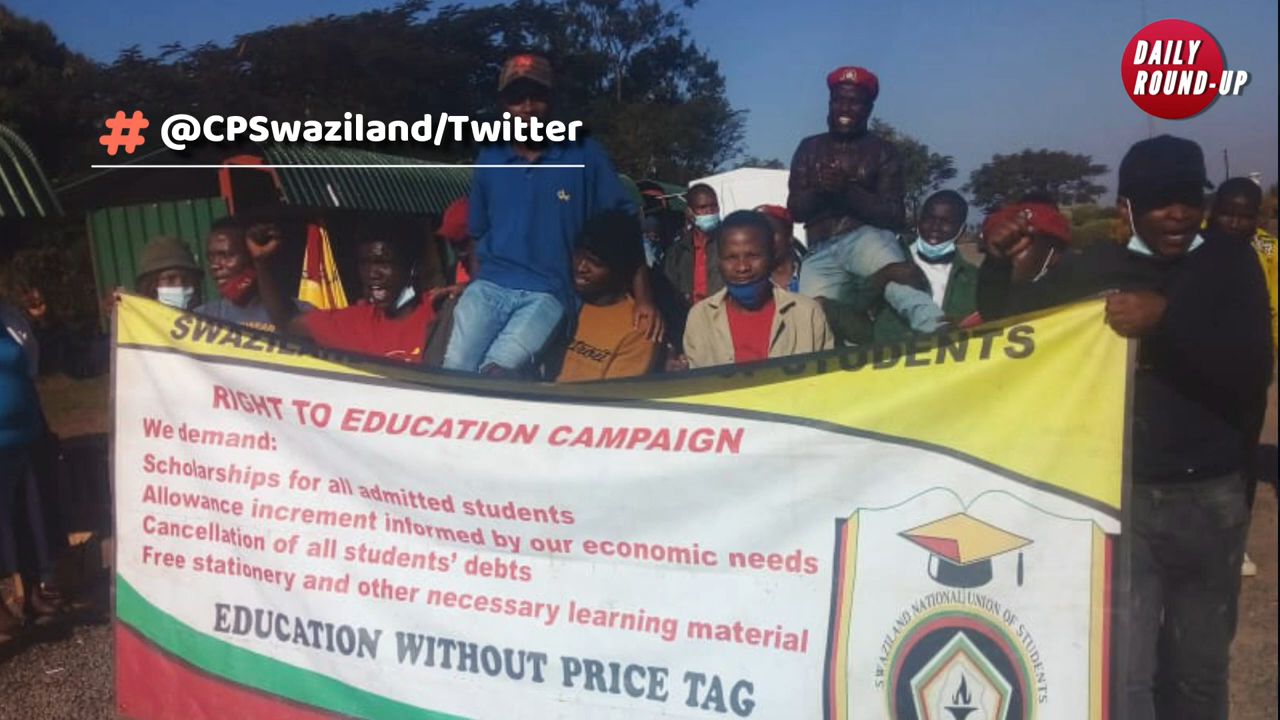 DAILY
ROUND-UP
# @CPSwaziland/Twitter
STUDENTS
RIGHT TO EDUCATION CAMPAIGN
We demand:
Scholarships for all admitted students
Allowance increment informed by our economic needs
Cancellation of all students' debts
Free stationery and other necessary learning material
EDUCATION WITHOUT PRICE TAG
SWAZILAND NATIONAL UNION OF STUDENTS